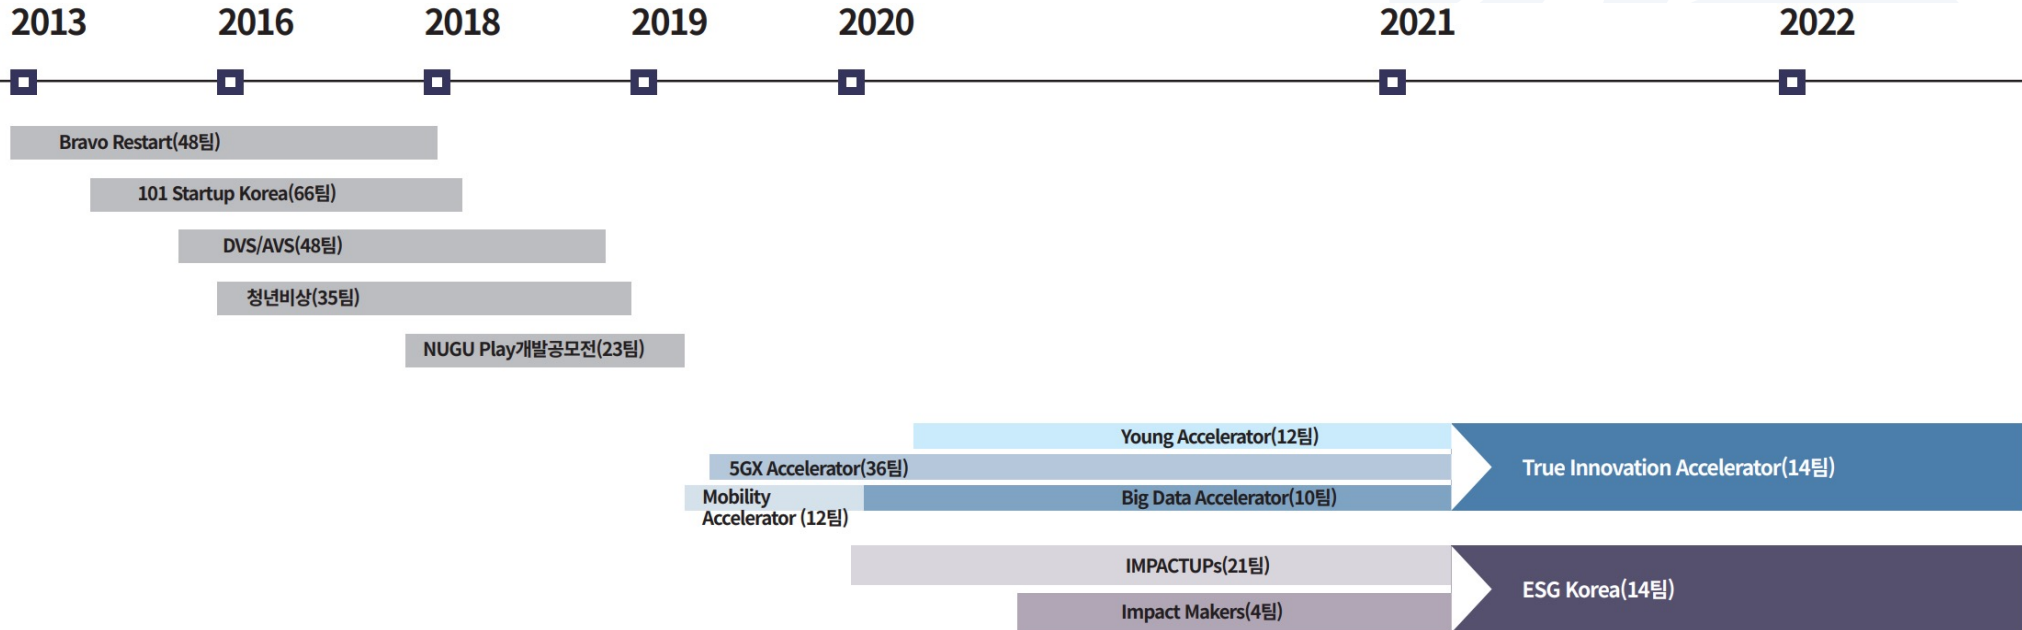 2013 2016 2018 2019 2020 2021 2022
Bravo Restart(48팀)
101 Startup Korea(66팀)
DVS/AVS(48팀)
청년비상(35팀)
NUGU Play개발공모전(23팀)
Young Accelerator(12팀)
5GX Accelerator(36팀)
Mobility
Accelerator (12팀)
Big Data Accelerator(10팀)
True Innovation Accelerator(14팀)
IMPACTUPs(21팀)
Impact Makers(4팀)
ESG Korea(14팀)